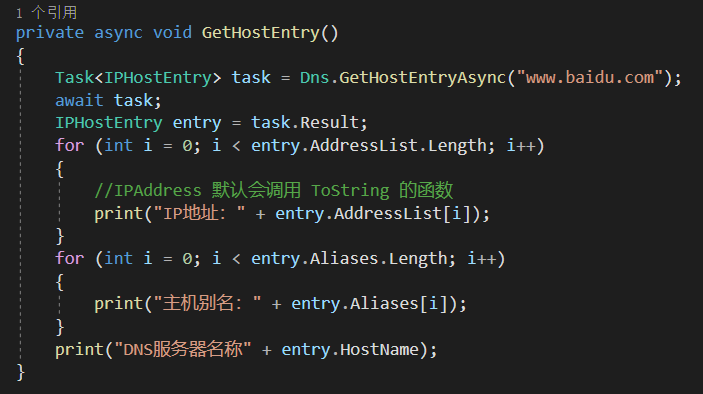 1 个引用
private async void GetHostEntry()
{
    Task<IPHostEntry> task = Dns.GetHostEntryAsync("www.baidu.com");
    await task;
    IPHostEntry entry = task.Result;
    for (int i = 0; i < entry.AddressList.Length; i++)
    {
        //IPAddress 默认会调用 ToString 的函数
        print("IP地址：" + entry.AddressList[i]);
    }
    for (int i = 0; i < entry.Aliases.Length; i++)
    {
        print("主机别名：" + entry.Aliases[i]);
    }
    print("DNS服务器名称" + entry.HostName);
}